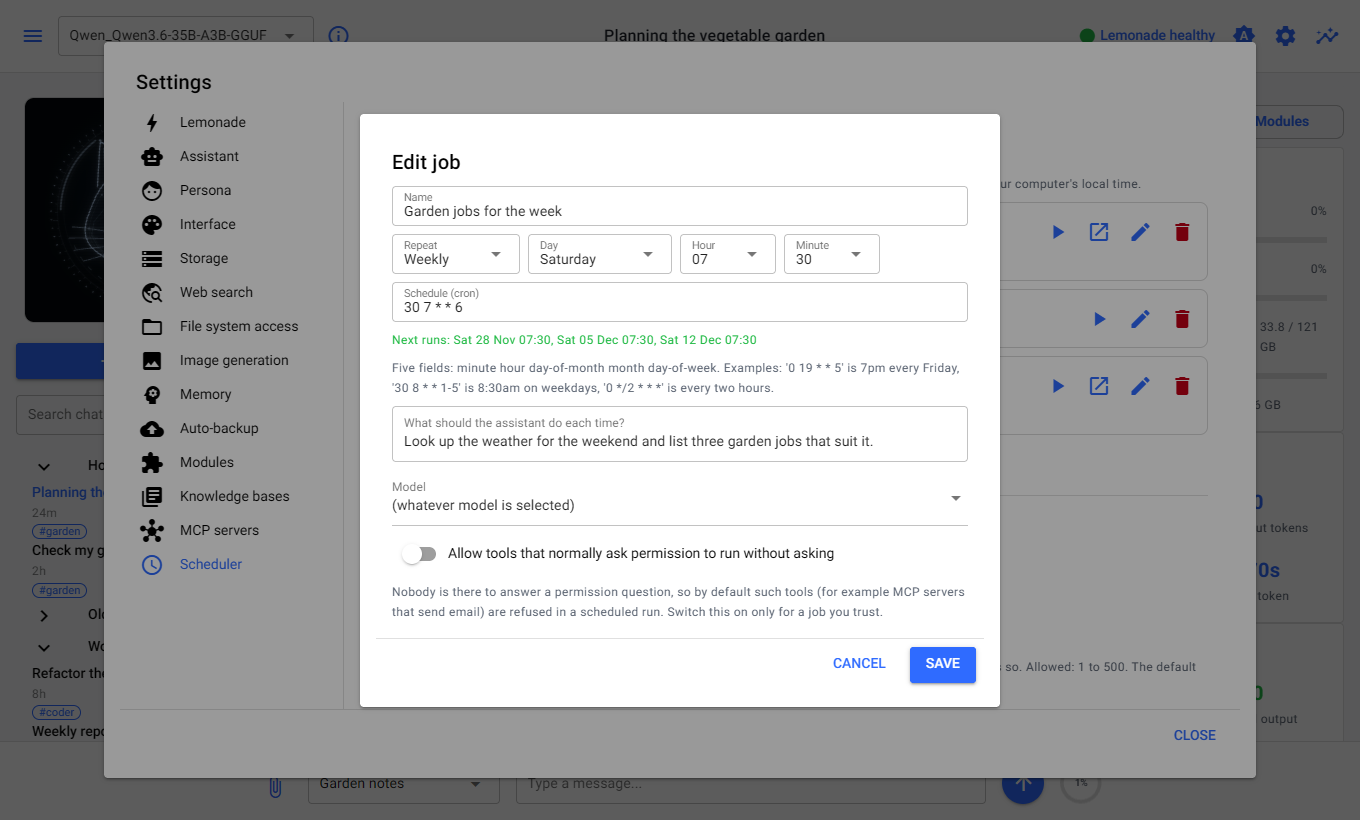 Qwen_Qwen3.6-35B-A3B-GGUF
Planning the vegetable garden
Lemonade healthy
Settings
Lemonade
Assistant
Persona
Interface
Storage
Web search
File system access
Image generation
Memory
Auto-backup
Modules
Knowledge bases
MCP servers
Scheduler
Edit job
Name
Garden jobs for the week
Repeat
Weekly
Day
Saturday
Hour
07
Minute
30
Schedule (cron)
30 7 * * 6
Next runs: Sat 28 Nov 07:30, Sat 05 Dec 07:30, Sat 12 Dec 07:30
Five fields: minute hour day-of-month month day-of-week. Examples: '0 19 * * 5' is 7pm every Friday,
'30 8 * * 1-5' is 8:30am on weekdays, '0 */2 * * *' is every two hours.
What should the assistant do each time?
Look up the weather for the weekend and list three garden jobs that suit it.
Model
(whatever model is selected)
Allow tools that normally ask permission to run without asking
Nobody is there to answer a permission question, so by default such tools (for example MCP servers
that send email) are refused in a scheduled run. Switch this on only for a job you trust.
CANCEL
SAVE
computer's local time.
so. Allowed: 1 to 500. The default
CLOSE
Search chat
Planning
24m
#garden
Check my
2h
#garden
Refactor
8h
#coder
Weekly
Modules
0%
0%
33.8 / 121
GB
GB
tokens
token
output
Garden notes
Type a message...
1%